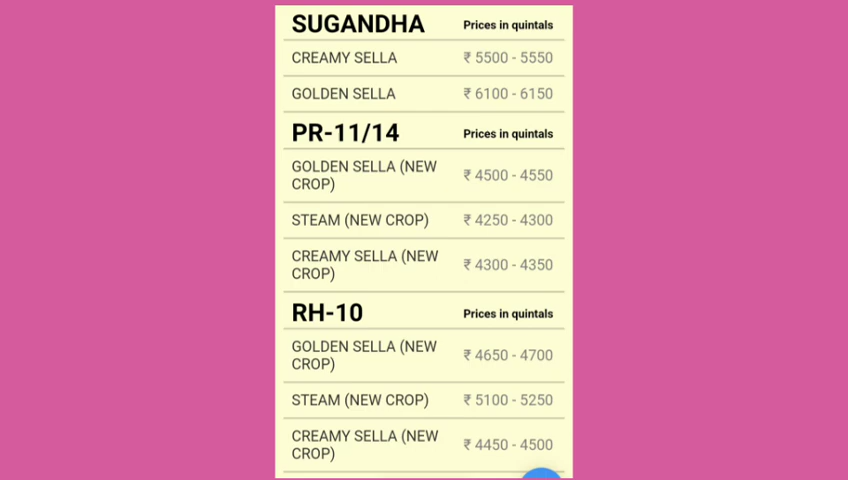 SUGANDHA Prices in quintals
CREAMY SELLA ₹ 5500 - 5550
GOLDEN SELLA ₹ 6100 - 6150
PR-11/14 Prices in quintals
GOLDEN SELLA (NEW
CROP) ₹ 4500 - 4550
STEAM (NEW CROP) ₹ 4250 - 4300
CREAMY SELLA (NEW
CROP) ₹ 4300 - 4350
RH-10 Prices in quintals
GOLDEN SELLA (NEW
CROP) ₹ 4650 - 4700
STEAM (NEW CROP) ₹ 5100 - 5250
CREAMY SELLA (NEW
CROP) ₹ 4450 - 4500